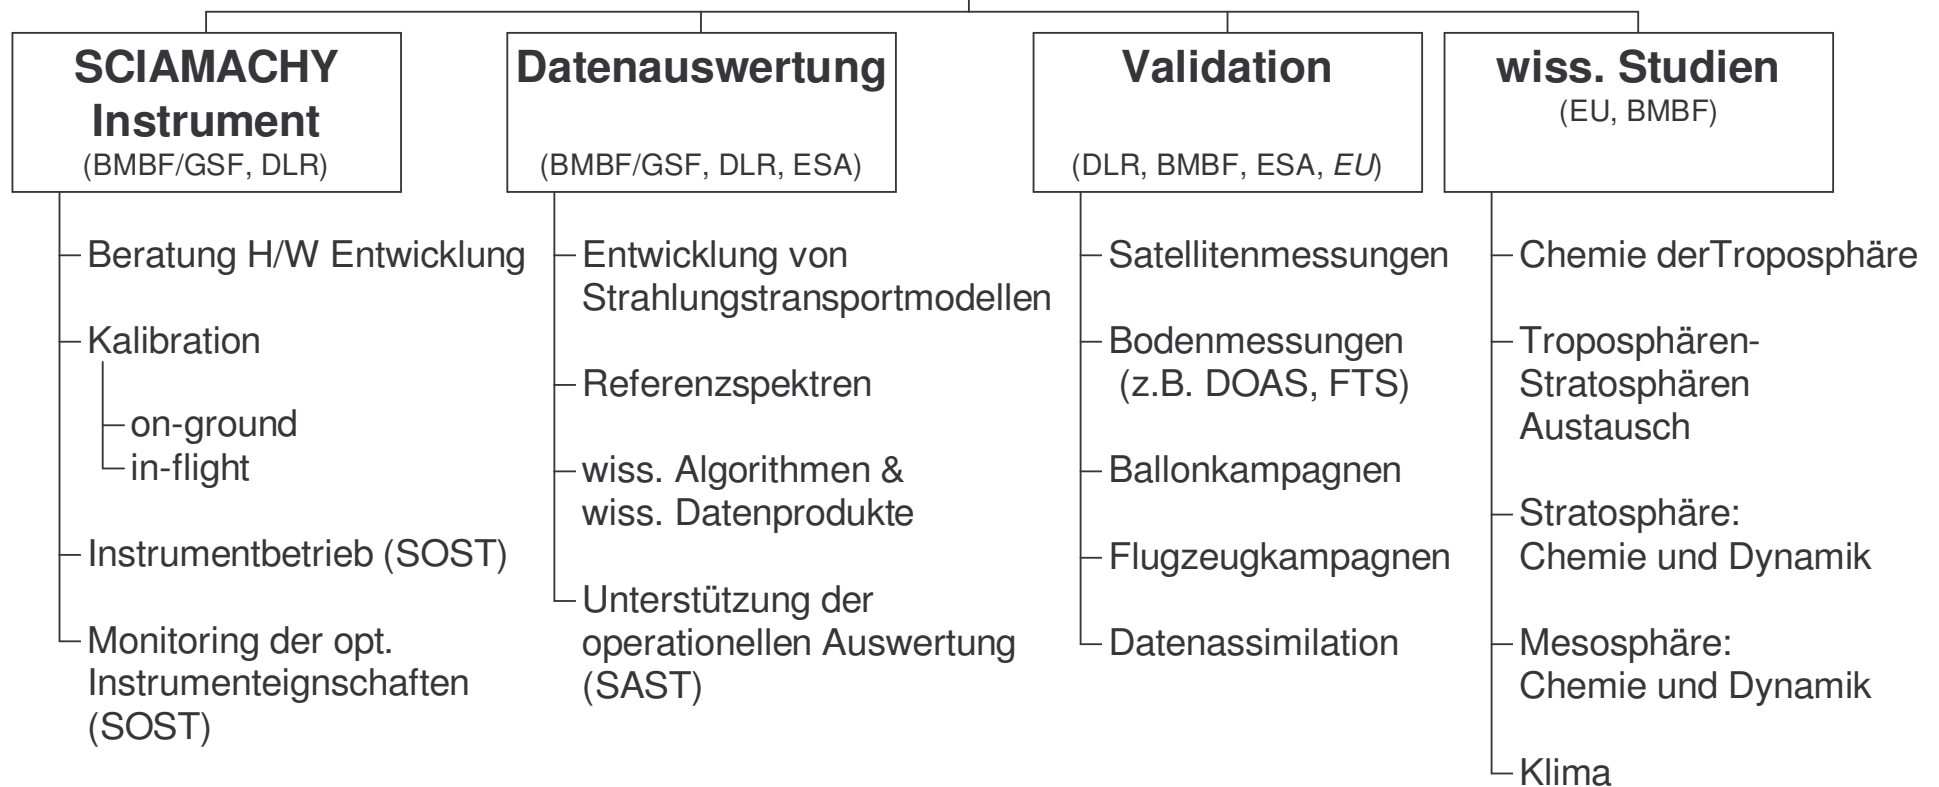 SCIAMACHY
Instrument
(BMBF/GSF, DLR)
Beratung H/W Entwicklung
Kalibration
on-ground
in-flight
Instrumentbetrieb (SOST)
Monitoring der opt.
Instrumenteignschaften
(SOST)
Datenauswertung
(BMBF/GSF, DLR, ESA)
Entwicklung von
Strahlungstransportmodellen
Referenzspektren
wiss. Algorithmen &
wiss. Datenprodukte
Unterstützung der
operationellen Auswertung
(SAST)
Validation
(DLR, BMBF, ESA, EU)
Satellitenmessungen
Bodenmessungen
(z.B. DOAS, FTS)
Ballonkampagnen
Flugzeugkampagnen
Datenassimilation
wiss. Studien
(EU, BMBF)
Chemie derTroposphäre
Troposphären-
Stratosphären
Austausch
Stratosphäre:
Chemie und Dynamik
Mesosphäre:
Chemie und Dynamik
Klima